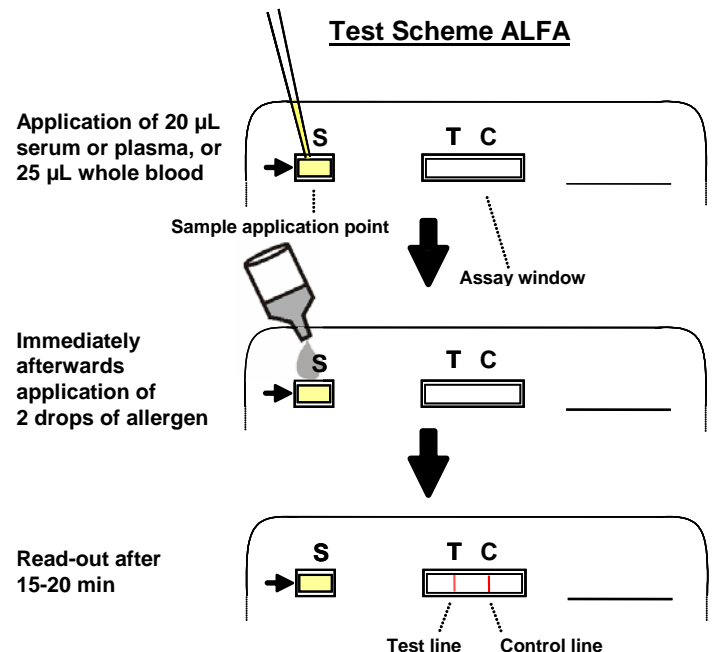 Test Scheme ALFA
Application of 20 µL
serum or plasma, or
25 µL whole blood
S
T C
Sample application point
Assay window
Immediately
afterwards
application of
2 drops of allergen
S
T C
Read-out after
15-20 min
S
T C
Test line
Control line